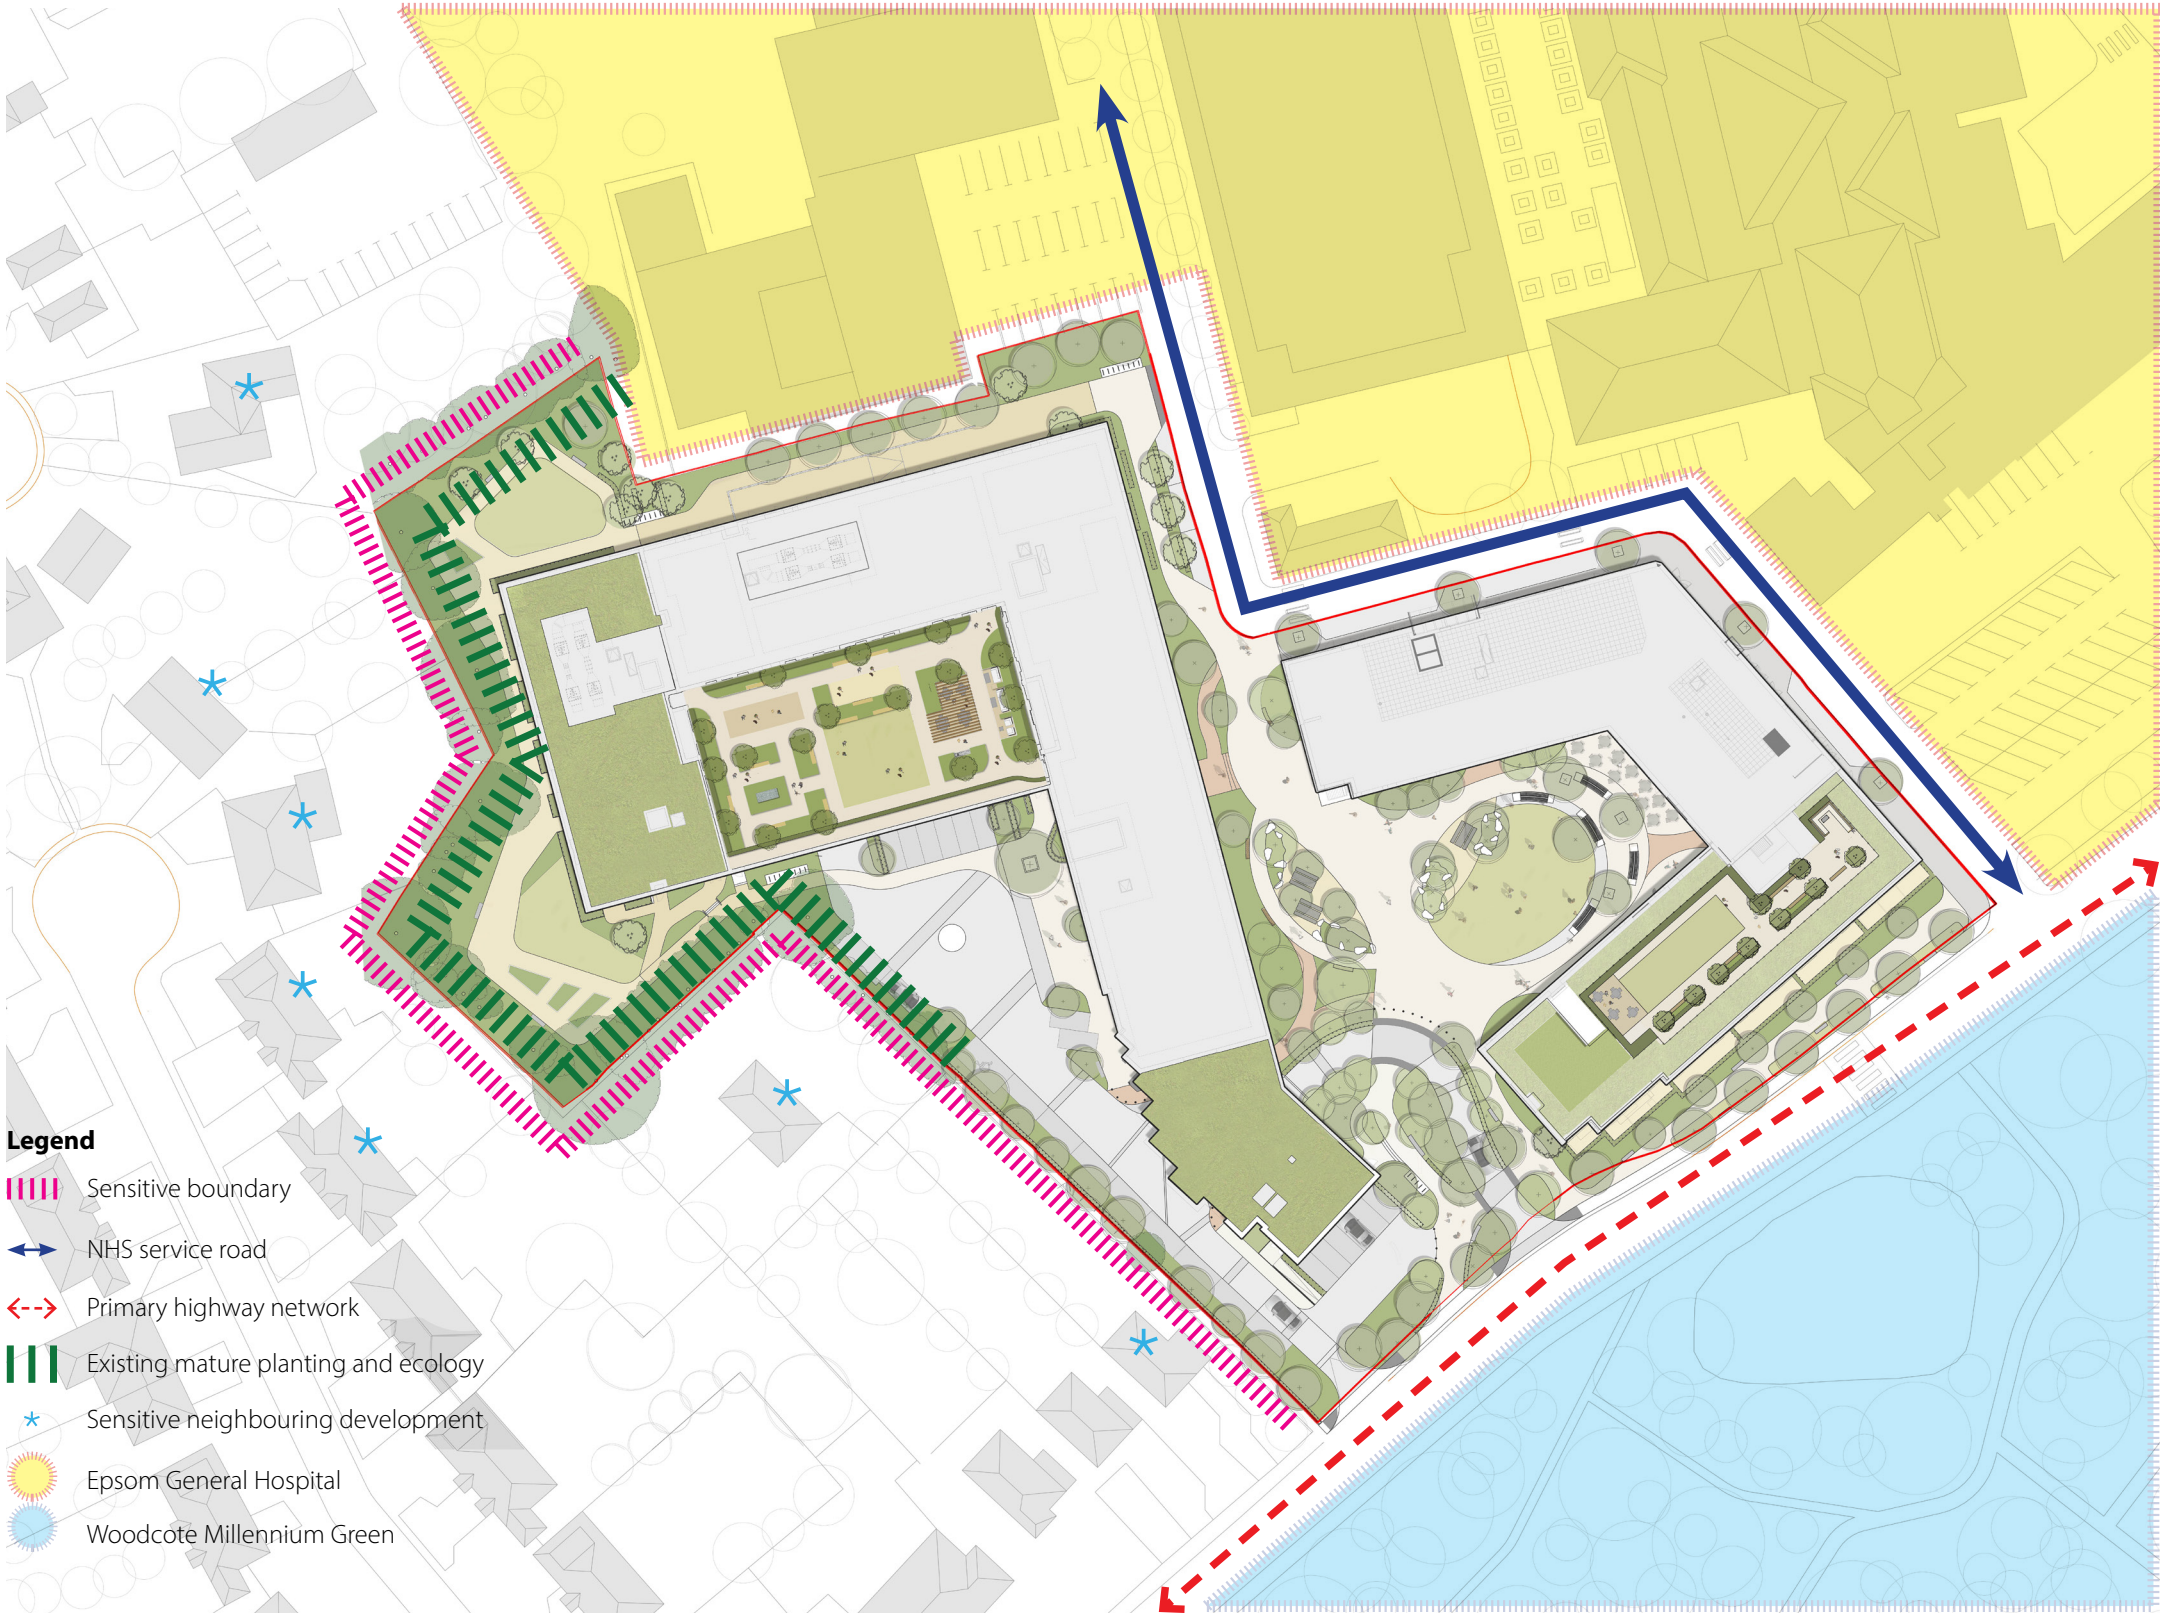 Legend
Sensitive boundary
NHS service road
Primary highway network
Existing mature planting and ecology
Sensitive neighbouring development
Epsom General Hospital
Woodcote Millennium Green